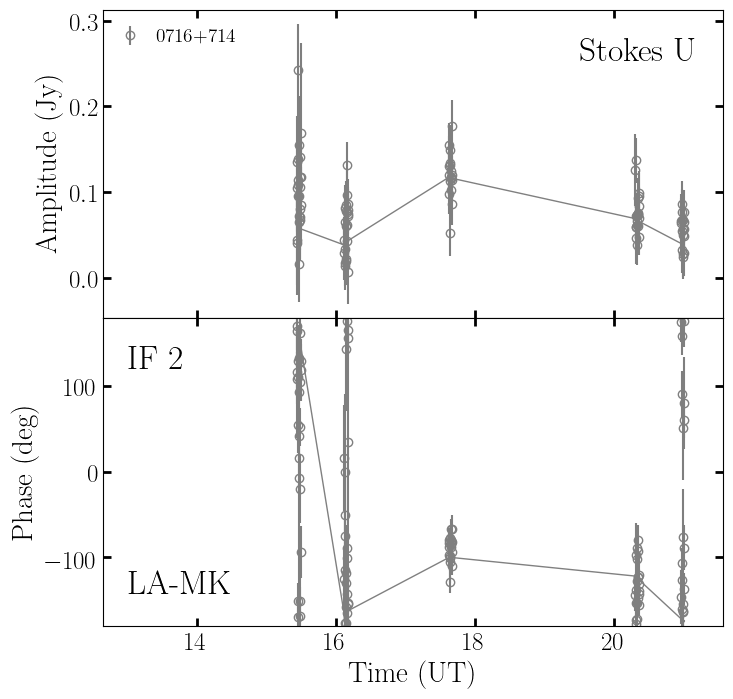 0716+714
Stokes U
0.3
0.2
0.1
0.0
Amplitude (Jy)
IF 2
100
0
−100
Phase (deg)
LA-MK
14 16 18 20
Time (UT)